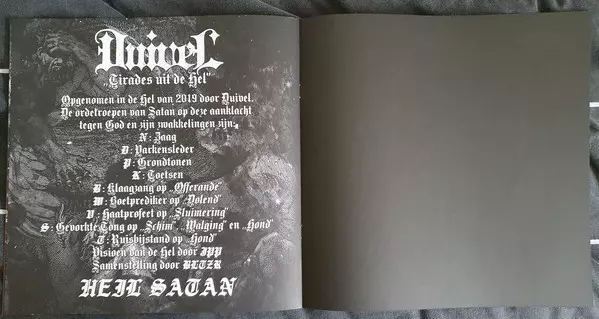 Duivel
„Tirades uit de Hel"
Opgenomen in de Hel van 2019 door Duivel.
De ordetroepen van Satan op deze aanklacht
tegen God en zijn zwakkelingen zijn:
N: Zaag
D: Varkensleder
P: Grondtonen
K: Toetsen
B: Klaagzang op „Offerande"
W: Hoetprediker op „Dolend"
V: Haatprofeet op „Sluimering"
S: Gevorkte Tong op „Schim", „Walging" en „Hond"
T: Ruisbijstand op „Hond"
Visioen van de Hel door JPP
Samenstelling door BLTZR
HEIL SATAN